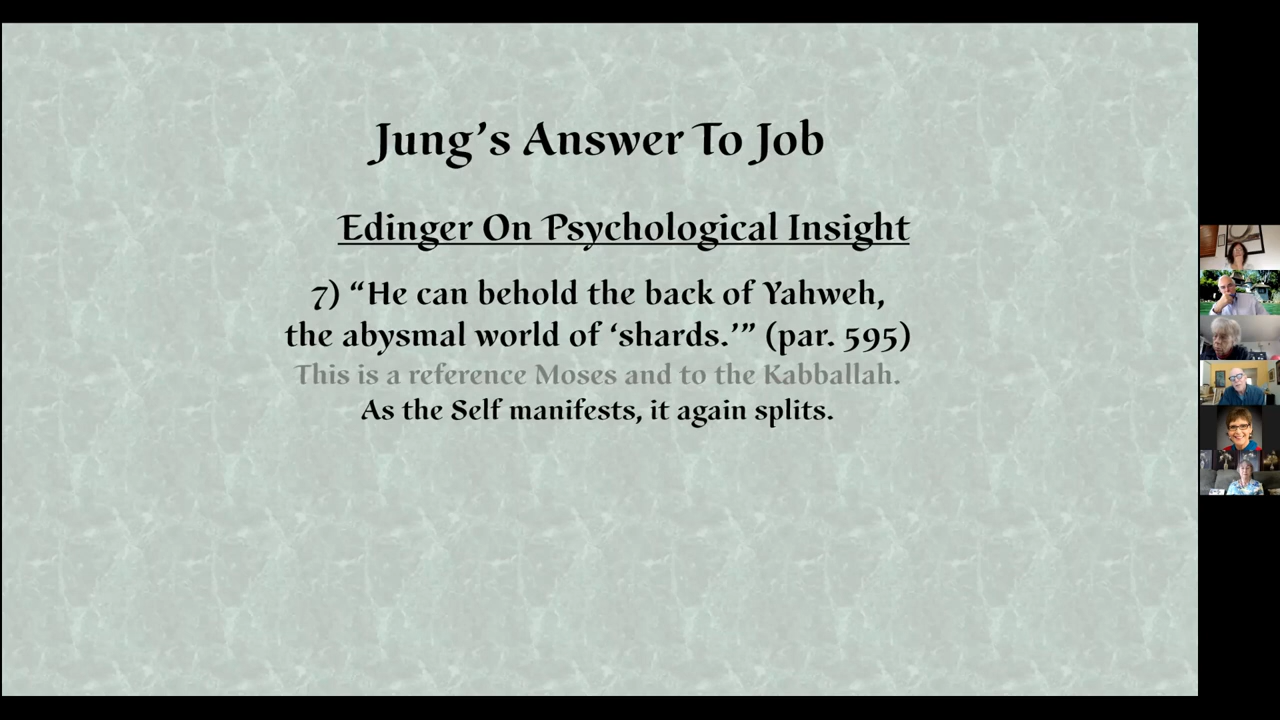 Jung’s Answer To Job
Edinger On Psychological Insight
7) “He can behold the back of Yahweh,
the abysmal world of ‘shards.’” (par. 595)
This is a reference Moses and to the Kabballah.
As the Self manifests, it again splits.